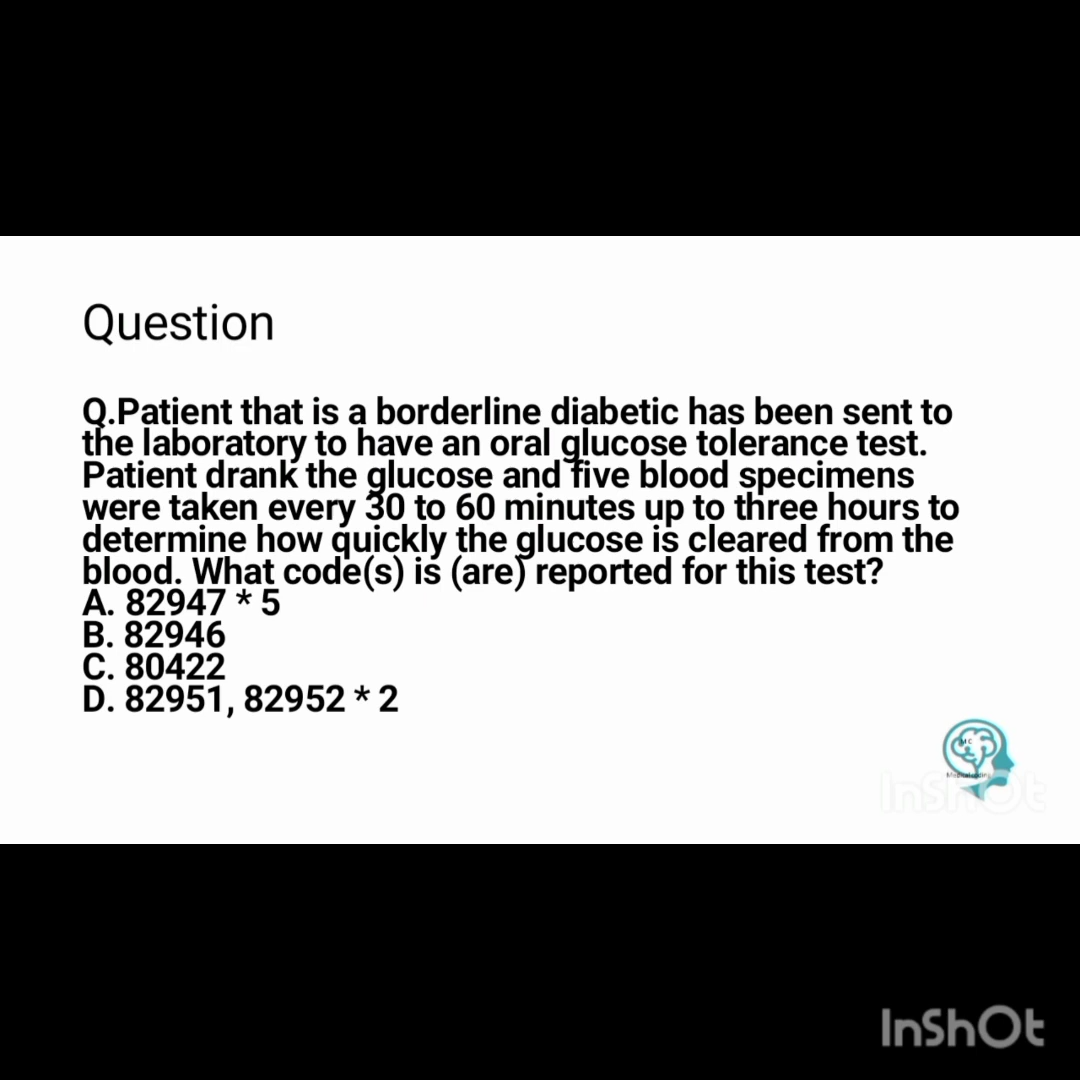 Question
Q.Patient that is a borderline diabetic has been sent to
the laboratory to have an oral glucose tolerance test.
Patient drank the glucose and five blood specimens
were taken every 30 to 60 minutes up to three hours to
determine how quickly the glucose is cleared from the
blood. What code(s) is (are) reported for this test?
A. 82947 * 5
B. 82946
C. 80422
D. 82951, 82952 * 2
MC
InShOt
InShOt